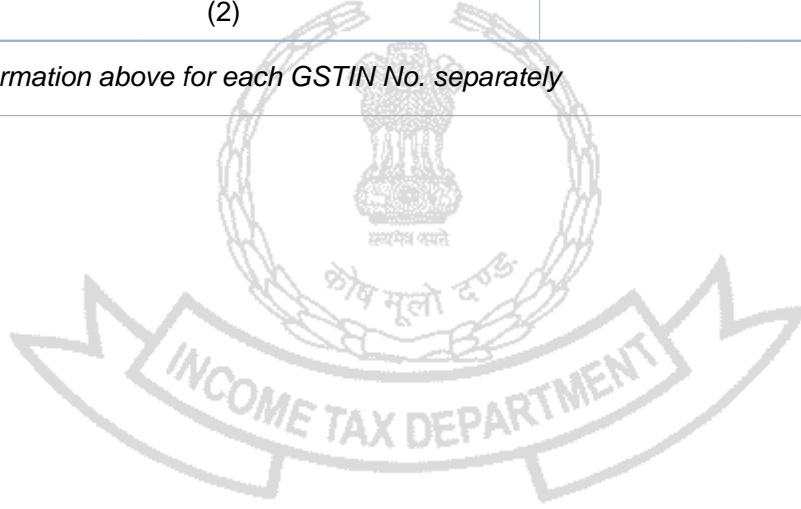 (2)
rmation above for each GSTIN No. separately
सत्यमेव जयते
कोष मूलो दण्डः
INCOME TAX DEPARTMENT